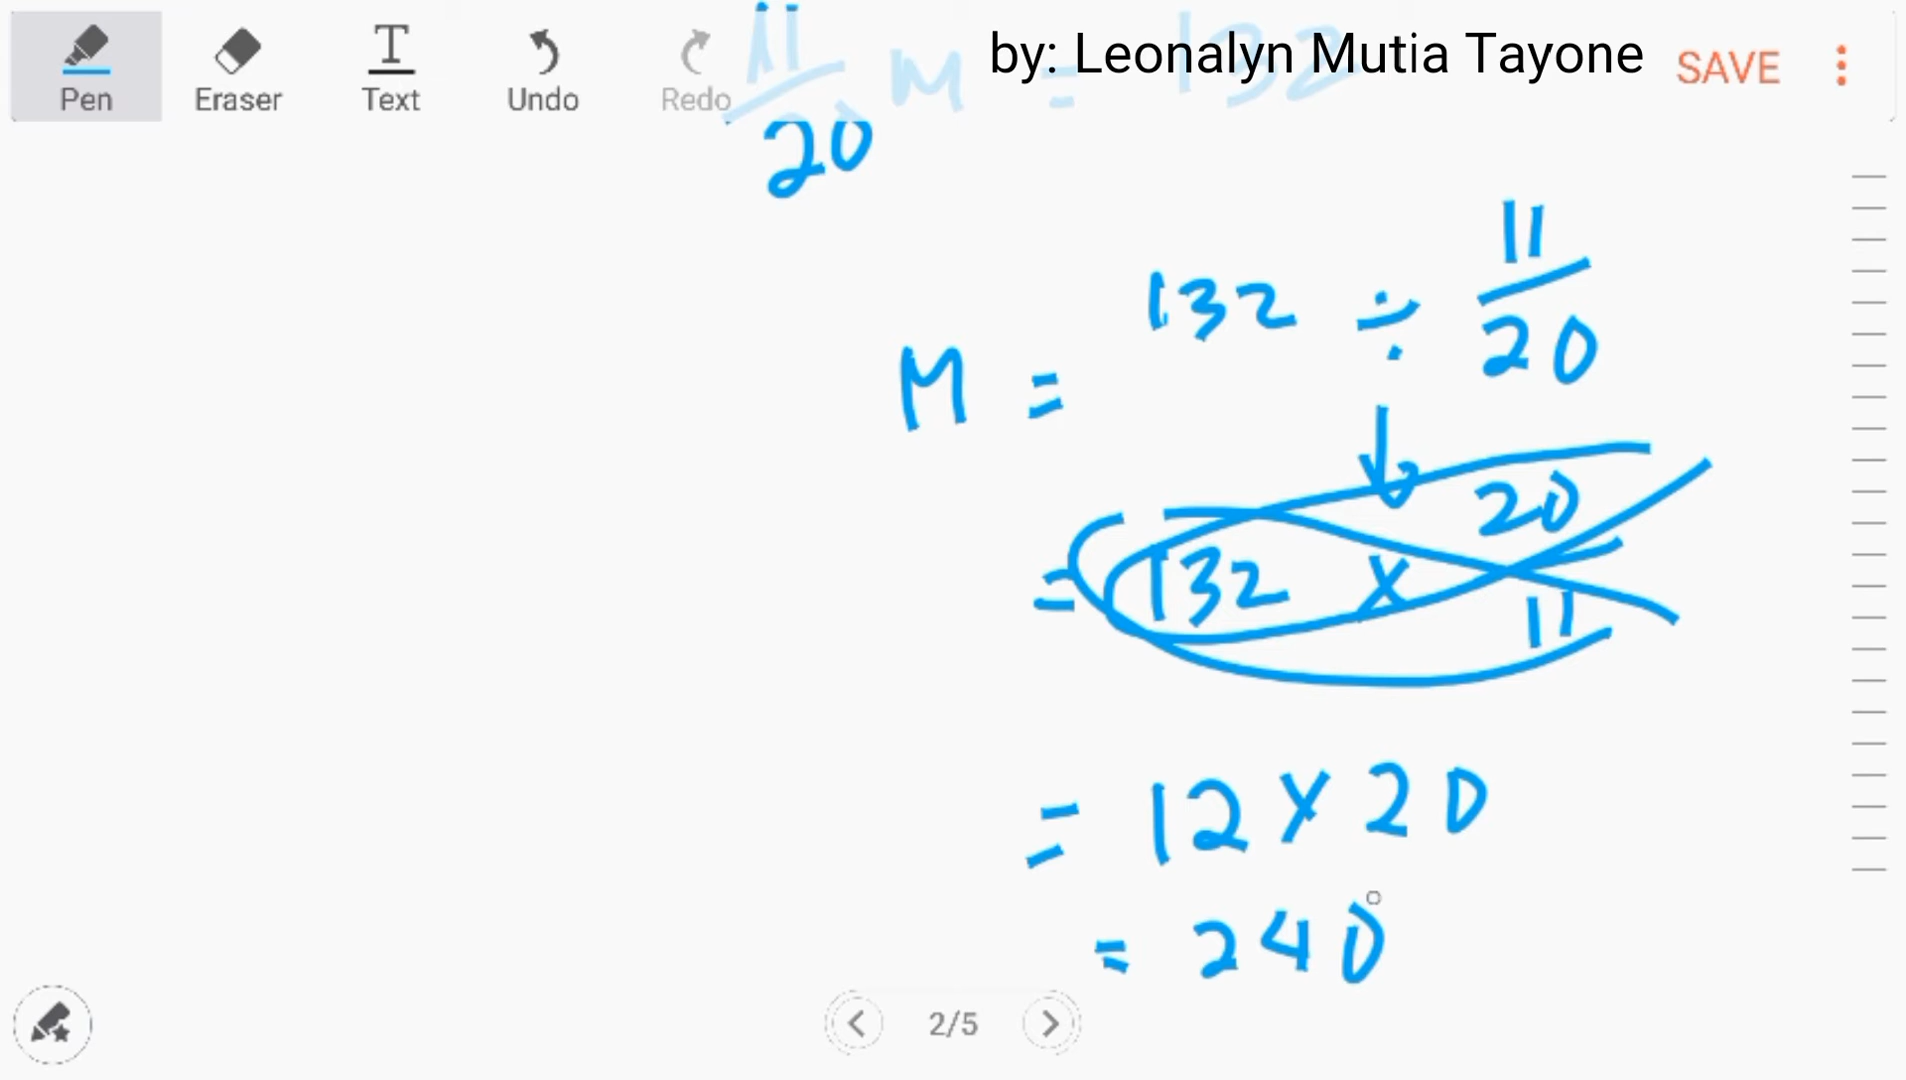 by: Leonalyn Mutia Tayone
SAVE
Pen
Eraser
Text
Undo
Redo
11/20 M = 132
M = 132 ÷ 11/20
= 132 x 20/11
= 12 x 20
= 240
2/5